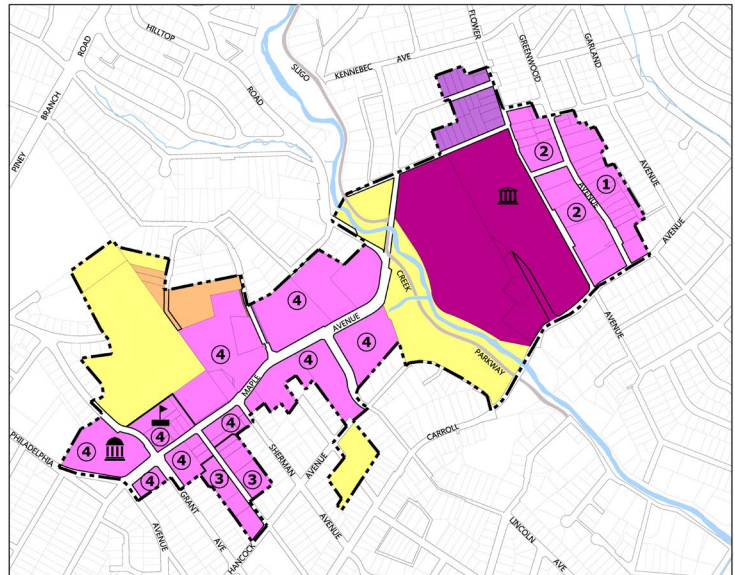 HILLTOP
ROAD
PINEY
BRANCH
ROAD
SLIGO
KENNEBEC AVE
FLOWER
GREENWOOD
GARLAND
AVENUE
AVENUE
AVENUE
AVENUE
2
1
2
CREEK
PARKWAY
4
AVENUE
4
4
4
MAPLE
4
4
4
4
4
3
3
PHILADELPHIA
GRANT
AVE
AVENUE
HANCOCK
SHERMAN
AVENUE
AVENUE
CARROLL
LINCOLN
AVE